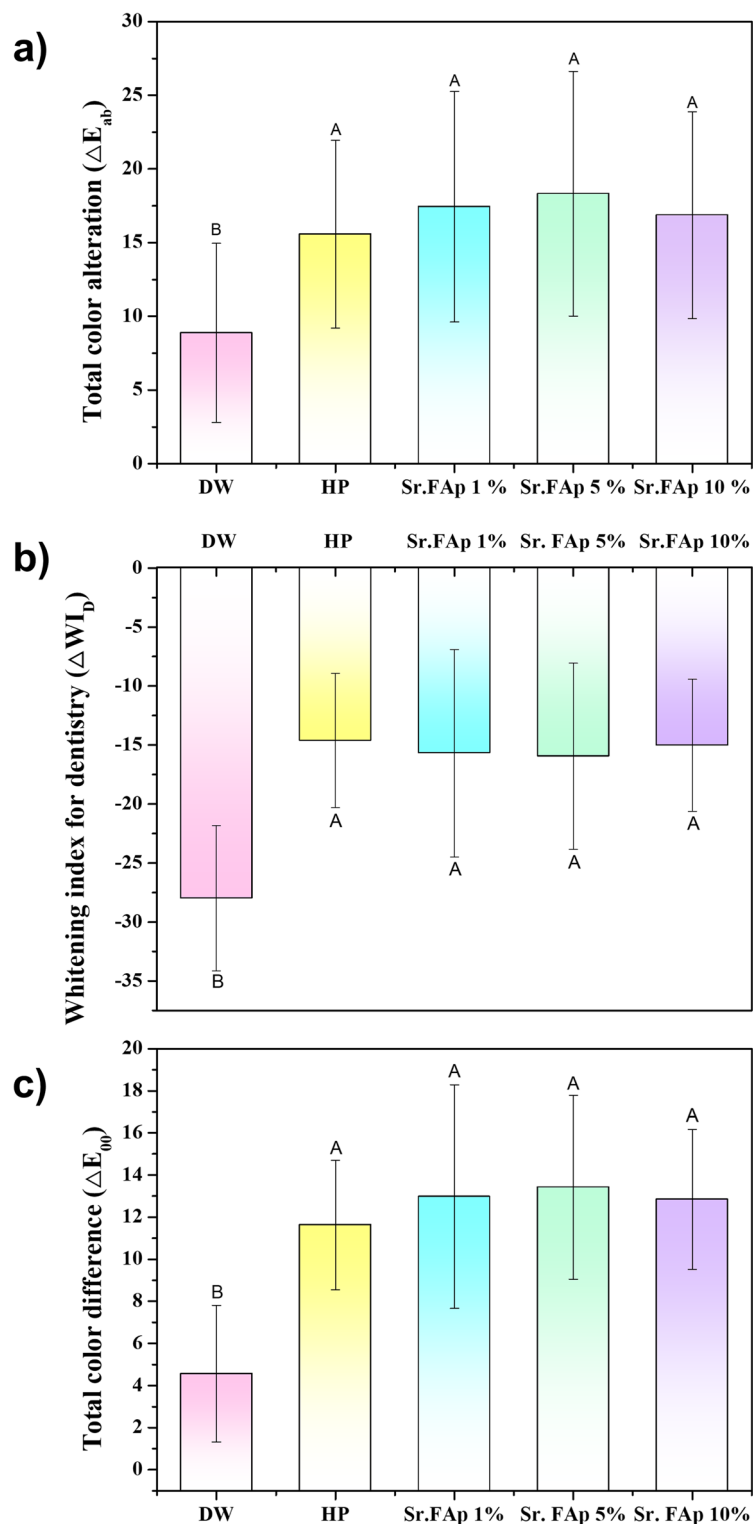 a)
Total color alteration (△E_ab)
30
25
20
15
10
5
0
A
A
A
A
B
DW HP Sr.FAp 1 % Sr.FAp 5 % Sr.FAp 10 %
b)
DW HP Sr.FAp 1% Sr. FAp 5% Sr.FAp 10%
Whitening index for dentistry (△WI_D)
0
-5
-10
-15
-20
-25
-30
-35
A
A
A
A
B
c)
Total color difference (△E_00)
20
18
16
14
12
10
8
6
4
2
0
A
A
A
A
B
DW HP Sr.FAp 1% Sr. FAp 5% Sr. FAp 10%